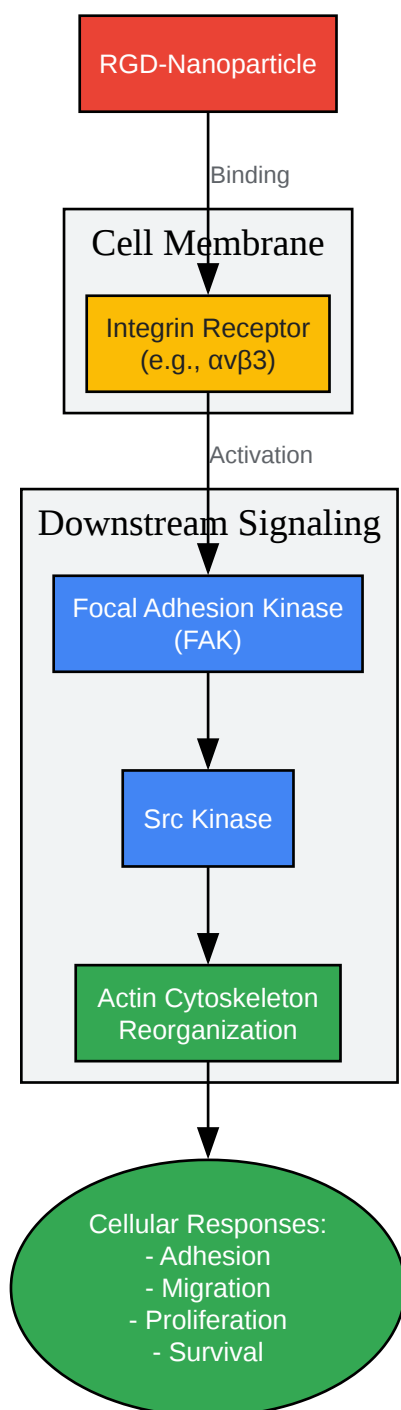 RGD-Nanoparticle
Binding
Cell Membrane
Integrin Receptor
(e.g., αvβ3)
Activation
Downstream Signaling
Focal Adhesion Kinase
(FAK)
Src Kinase
Actin Cytoskeleton
Reorganization
Cellular Responses:
- Adhesion
- Migration
- Proliferation
- Survival